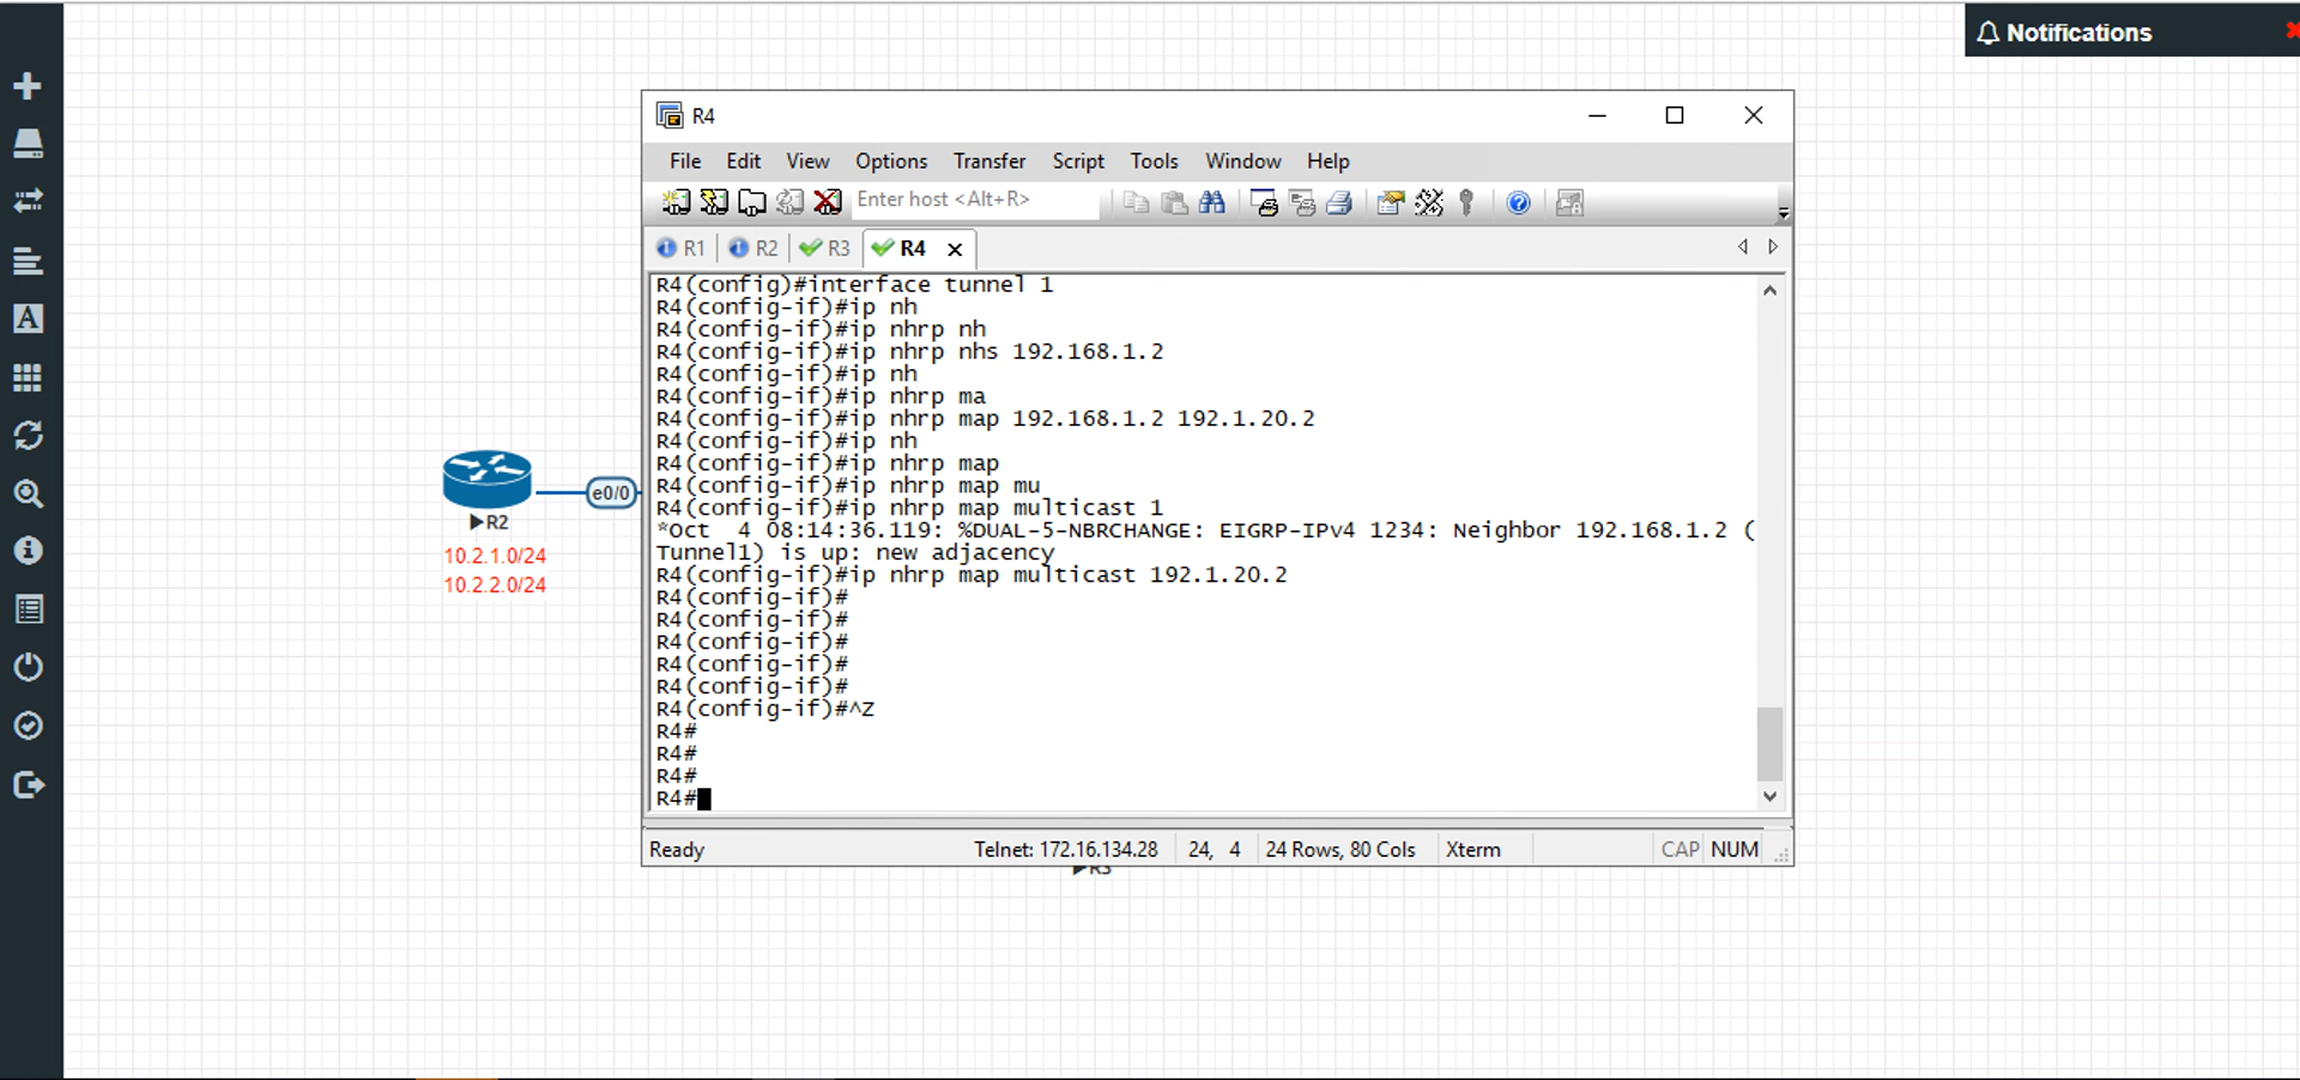 Notifications
R4
File Edit View Options Transfer Script Tools Window Help
Enter host <Alt+R>
R1 R2 R3 R4
R4(config)#interface tunnel 1
R4(config-if)#ip nh
R4(config-if)#ip nhrp nh
R4(config-if)#ip nhrp nhs 192.168.1.2
R4(config-if)#ip nh
R4(config-if)#ip nhrp ma
R4(config-if)#ip nhrp map 192.168.1.2 192.1.20.2
R4(config-if)#ip nh
R4(config-if)#ip nhrp map
R4(config-if)#ip nhrp map mu
R4(config-if)#ip nhrp map multicast 1
*Oct  4 08:14:36.119: %DUAL-5-NBRCHANGE: EIGRP-IPv4 1234: Neighbor 192.168.1.2 (
Tunnel1) is up: new adjacency
R4(config-if)#ip nhrp map multicast 192.1.20.2
R4(config-if)#
R4(config-if)#
R4(config-if)#
R4(config-if)#
R4(config-if)#
R4(config-if)#^Z
R4#
R4#
R4#
R4#
Ready Telnet: 172.16.134.28 24, 4 24 Rows, 80 Cols Xterm CAP NUM
e0/0
R2
10.2.1.0/24
10.2.2.0/24
R3